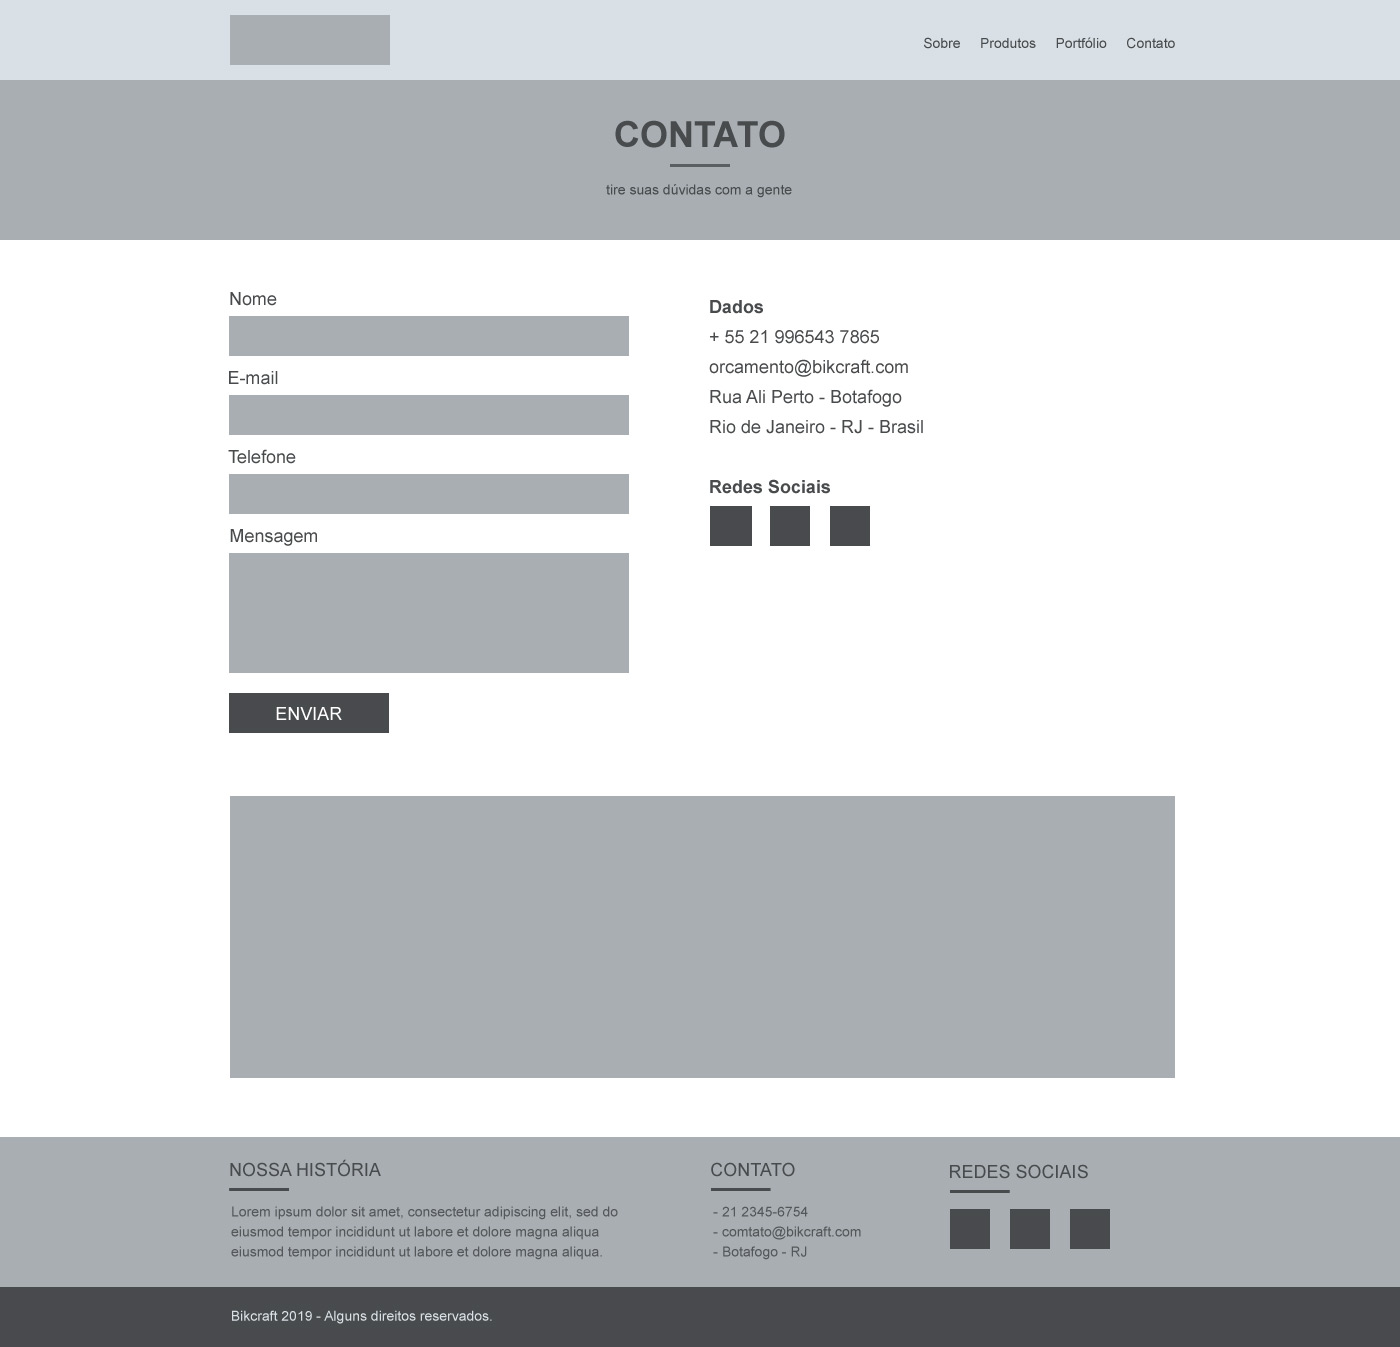 Sobre Produtos Portfólio Contato
CONTATO
tire suas dúvidas com a gente
Nome
E-mail
Telefone
Mensagem
ENVIAR
Dados
+ 55 21 996543 7865
orcamento@bikcraft.com
Rua Ali Perto - Botafogo
Rio de Janeiro - RJ - Brasil
Redes Sociais
NOSSA HISTÓRIA
Lorem ipsum dolor sit amet, consectetur adipiscing elit, sed do
eiusmod tempor incididunt ut labore et dolore magna aliqua
eiusmod tempor incididunt ut labore et dolore magna aliqua.
CONTATO
- 21 2345-6754
- comtato@bikcraft.com
- Botafogo - RJ
REDES SOCIAIS
Bikcraft 2019 - Alguns direitos reservados.